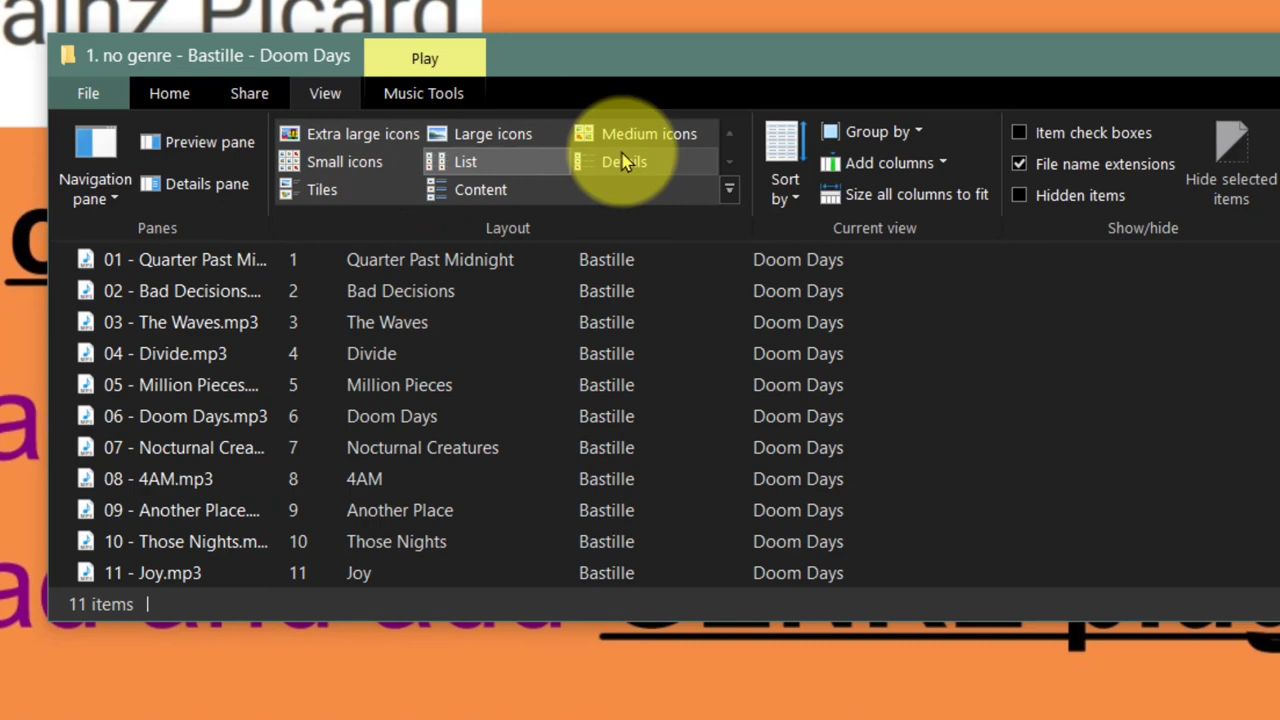 ainz Picard
1. no genre - Bastille - Doom Days
Play
File Home Share View Music Tools
Navigation pane
Preview pane
Details pane
Panes
Extra large icons Large icons Medium icons
Small icons List Details
Tiles Content
Layout
Sort by
Group by
Add columns
Size all columns to fit
Current view
Item check boxes
File name extensions
Hidden items
Hide selected items
Show/hide
01 - Quarter Past Mi... 1 Quarter Past Midnight Bastille Doom Days
02 - Bad Decisions.... 2 Bad Decisions Bastille Doom Days
03 - The Waves.mp3 3 The Waves Bastille Doom Days
04 - Divide.mp3 4 Divide Bastille Doom Days
05 - Million Pieces.... 5 Million Pieces Bastille Doom Days
06 - Doom Days.mp3 6 Doom Days Bastille Doom Days
07 - Nocturnal Crea... 7 Nocturnal Creatures Bastille Doom Days
08 - 4AM.mp3 8 4AM Bastille Doom Days
09 - Another Place.... 9 Another Place Bastille Doom Days
10 - Those Nights.m... 10 Those Nights Bastille Doom Days
11 - Joy.mp3 11 Joy Bastille Doom Days
11 items